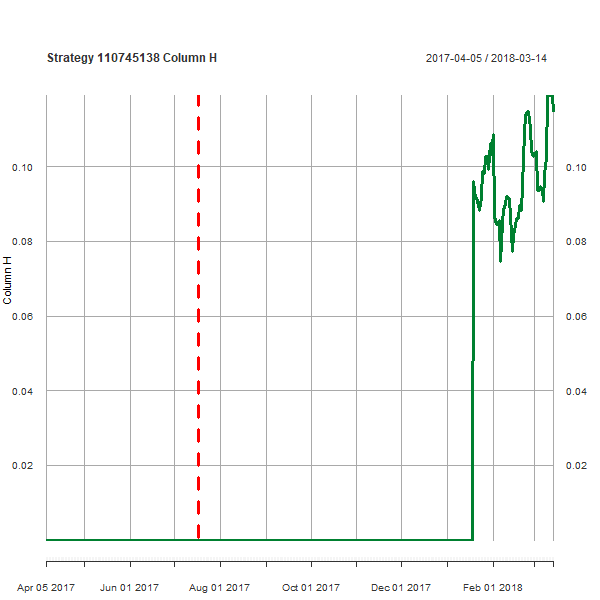 Strategy 110745138 Column H
2017-04-05 / 2018-03-14
0.10
0.08
0.06
0.04
0.02
Column H
0.10
0.08
0.06
0.04
0.02
Apr 05 2017
Jun 01 2017
Aug 01 2017
Oct 01 2017
Dec 01 2017
Feb 01 2018